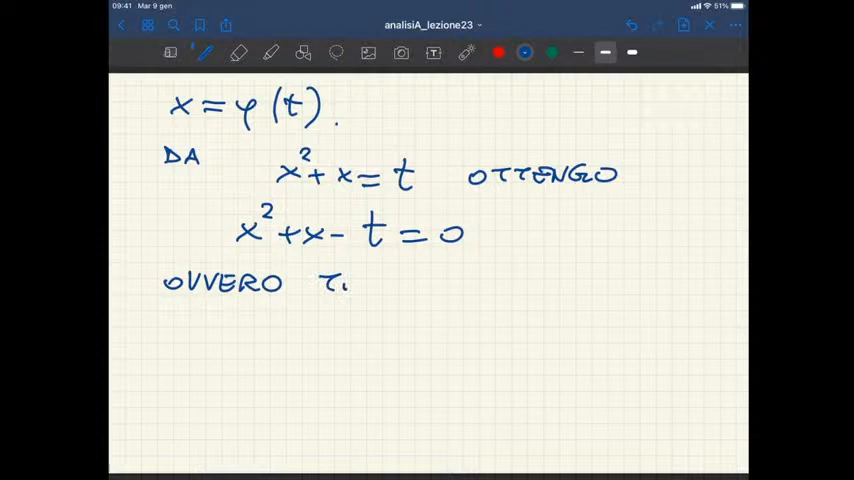 09:41 Mar 9 gen
51%
analisiA_lezione23
x = φ(t).
DA x² + x = t OTTENGO
x² + x - t = 0
OVVERO